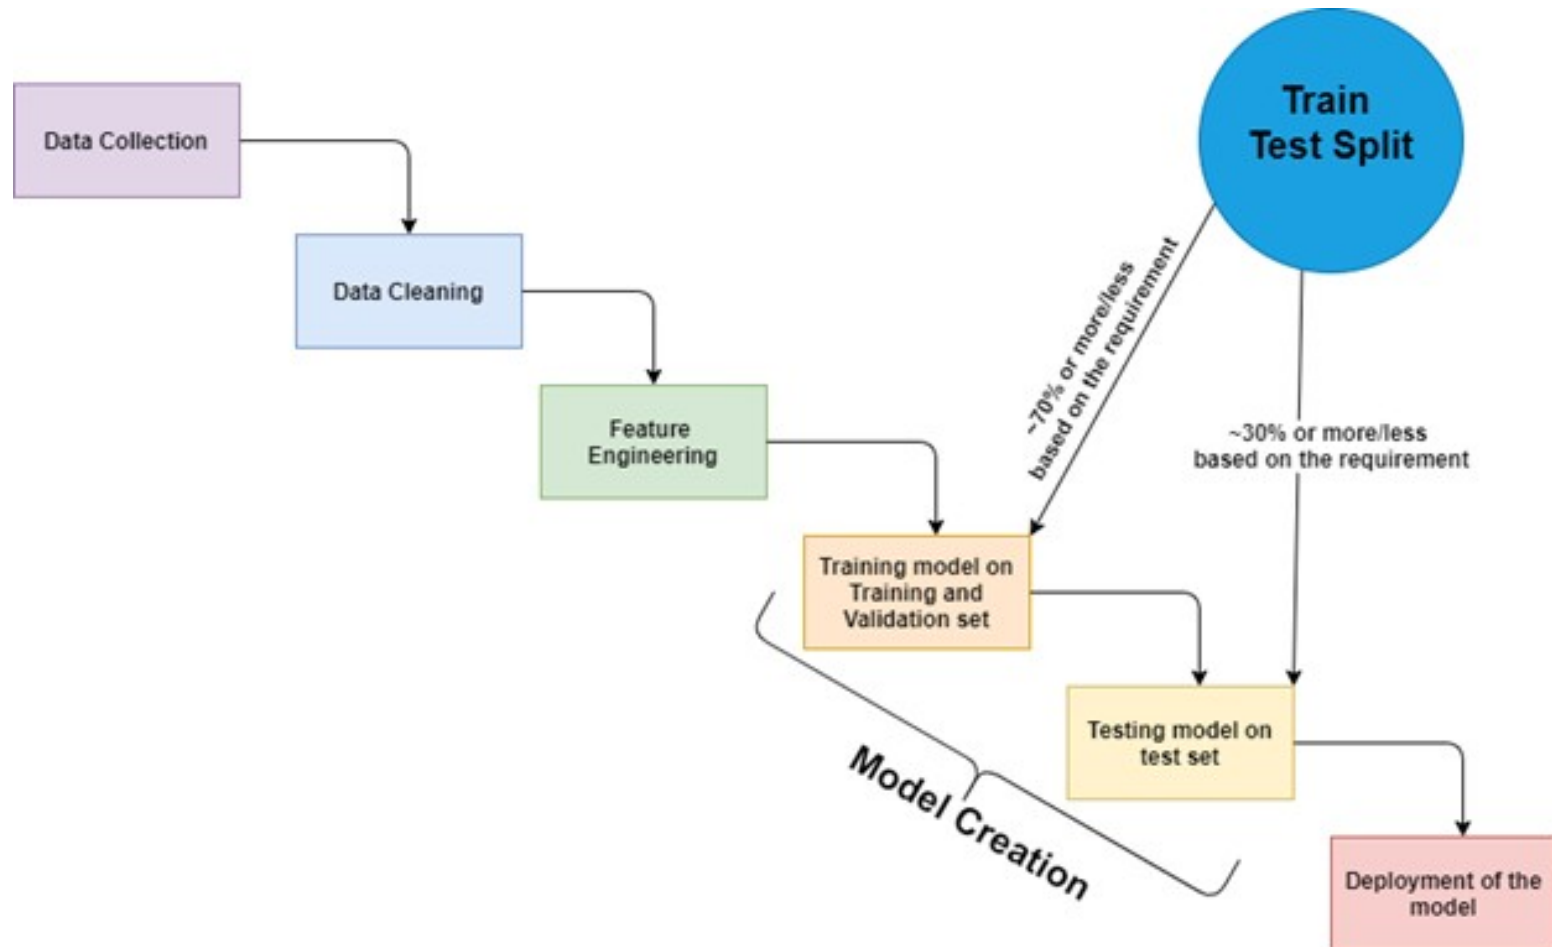 Train
Test Split
Data Collection
Data Cleaning
~70% or more/less
based on the requirement
Feature
Engineering
~30% or more/less
based on the requirement
Training model on
Training and
Validation set
Testing model on
test set
Model Creation
Deployment of the
model